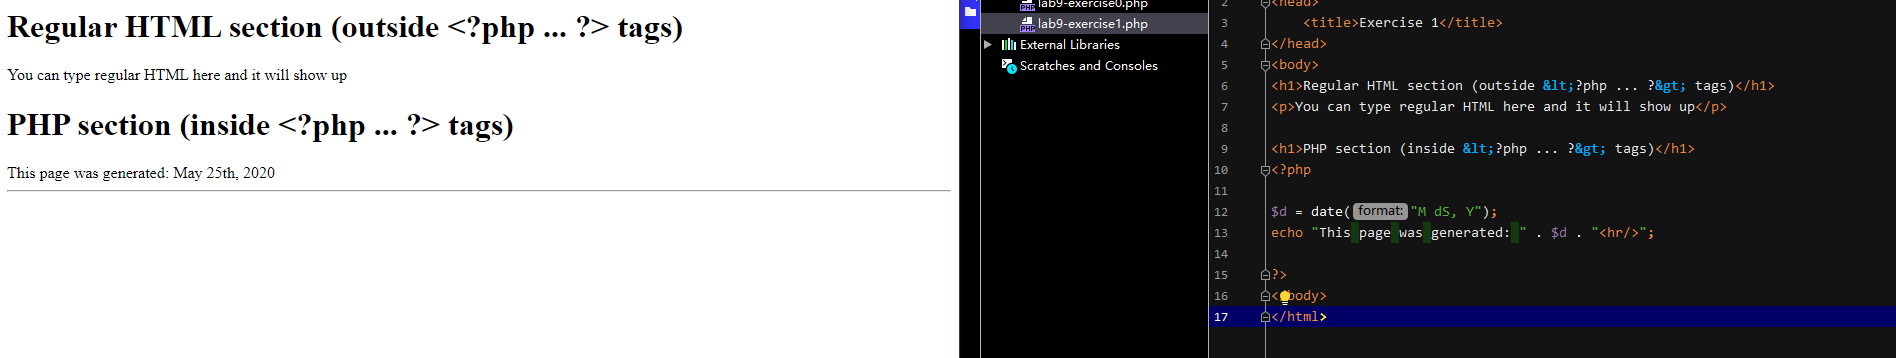 Regular HTML section (outside <?php ... ?> tags)
You can type regular HTML here and it will show up
PHP section (inside <?php ... ?> tags)
This page was generated: May 25th, 2020
lab9-exercise0.php
lab9-exercise1.php
External Libraries
Scratches and Consoles
2 <head>
3 <title>Exercise 1</title>
4 </head>
5 <body>
6 <h1>Regular HTML section (outside &lt;?php ... ?&gt; tags)</h1>
7 <p>You can type regular HTML here and it will show up</p>
8
9 <h1>PHP section (inside &lt;?php ... ?&gt; tags)</h1>
10 <?php
11
12 $d = date( format: "M dS, Y");
13 echo "This page was generated: " . $d . "<hr/>";
14
15 ?>
16 < body>
17 </html>